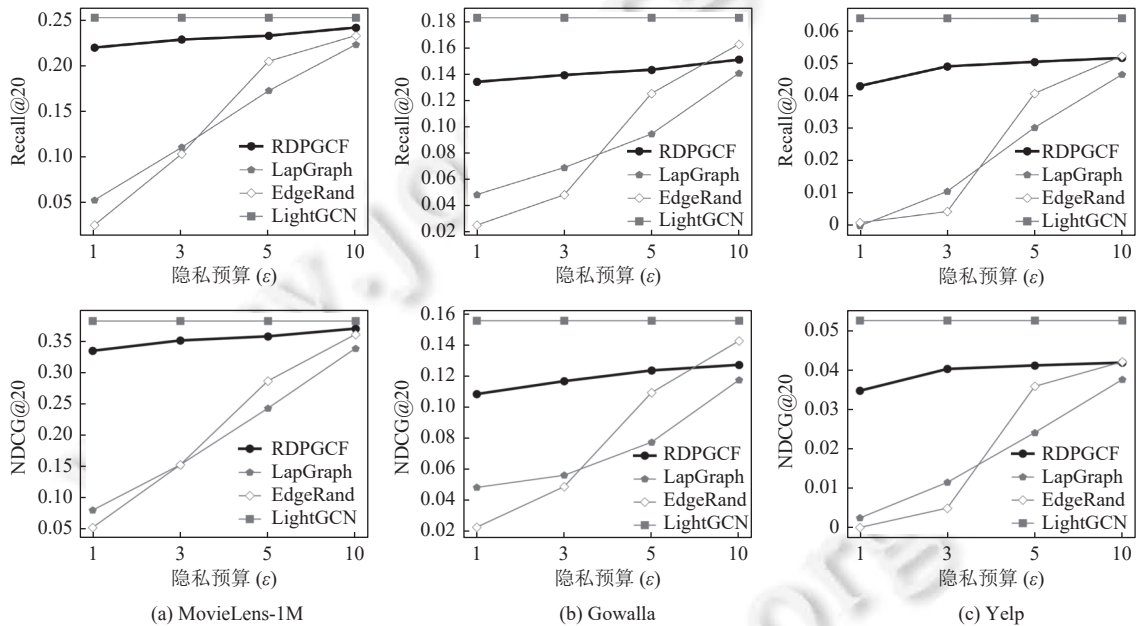 0.25
0.20
0.15
0.10
0.05
Recall@20
RDPGCF
LapGraph
EdgeRand
LightGCN
1 3 5 10
隐私预算 (ε)
0.18
0.16
0.14
0.12
0.10
0.08
0.06
0.04
0.02
Recall@20
RDPGCF
LapGraph
EdgeRand
LightGCN
1 3 5 10
隐私预算 (ε)
0.06
0.05
0.04
0.03
0.02
0.01
0
Recall@20
RDPGCF
LapGraph
EdgeRand
LightGCN
1 3 5 10
隐私预算 (ε)
0.35
0.30
0.25
0.20
0.15
0.10
0.05
NDCG@20
RDPGCF
LapGraph
EdgeRand
LightGCN
1 3 5 10
隐私预算 (ε)
(a) MovieLens-1M
0.16
0.14
0.12
0.10
0.08
0.06
0.04
0.02
NDCG@20
RDPGCF
LapGraph
EdgeRand
LightGCN
1 3 5 10
隐私预算 (ε)
(b) Gowalla
0.05
0.04
0.03
0.02
0.01
0
NDCG@20
RDPGCF
LapGraph
EdgeRand
LightGCN
1 3 5 10
隐私预算 (ε)
(c) Yelp